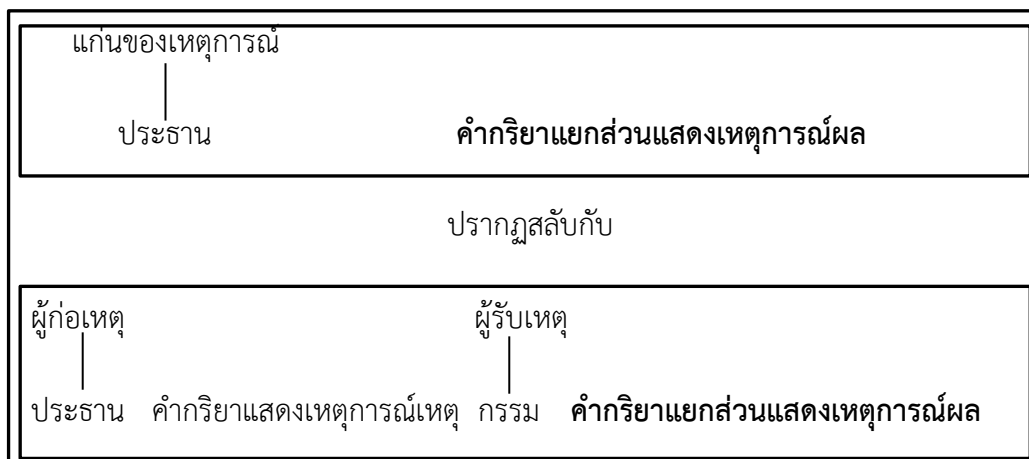 แก่นของเหตุการณ์
ประธาน คำกริยาแยกส่วนแสดงเหตุการณ์ผล
ปรากฏสลับกับ
ผู้ก่อเหตุ ผู้รับเหตุ
ประธาน คำกริยาแสดงเหตุการณ์เหตุ กรรม คำกริยาแยกส่วนแสดงเหตุการณ์ผล